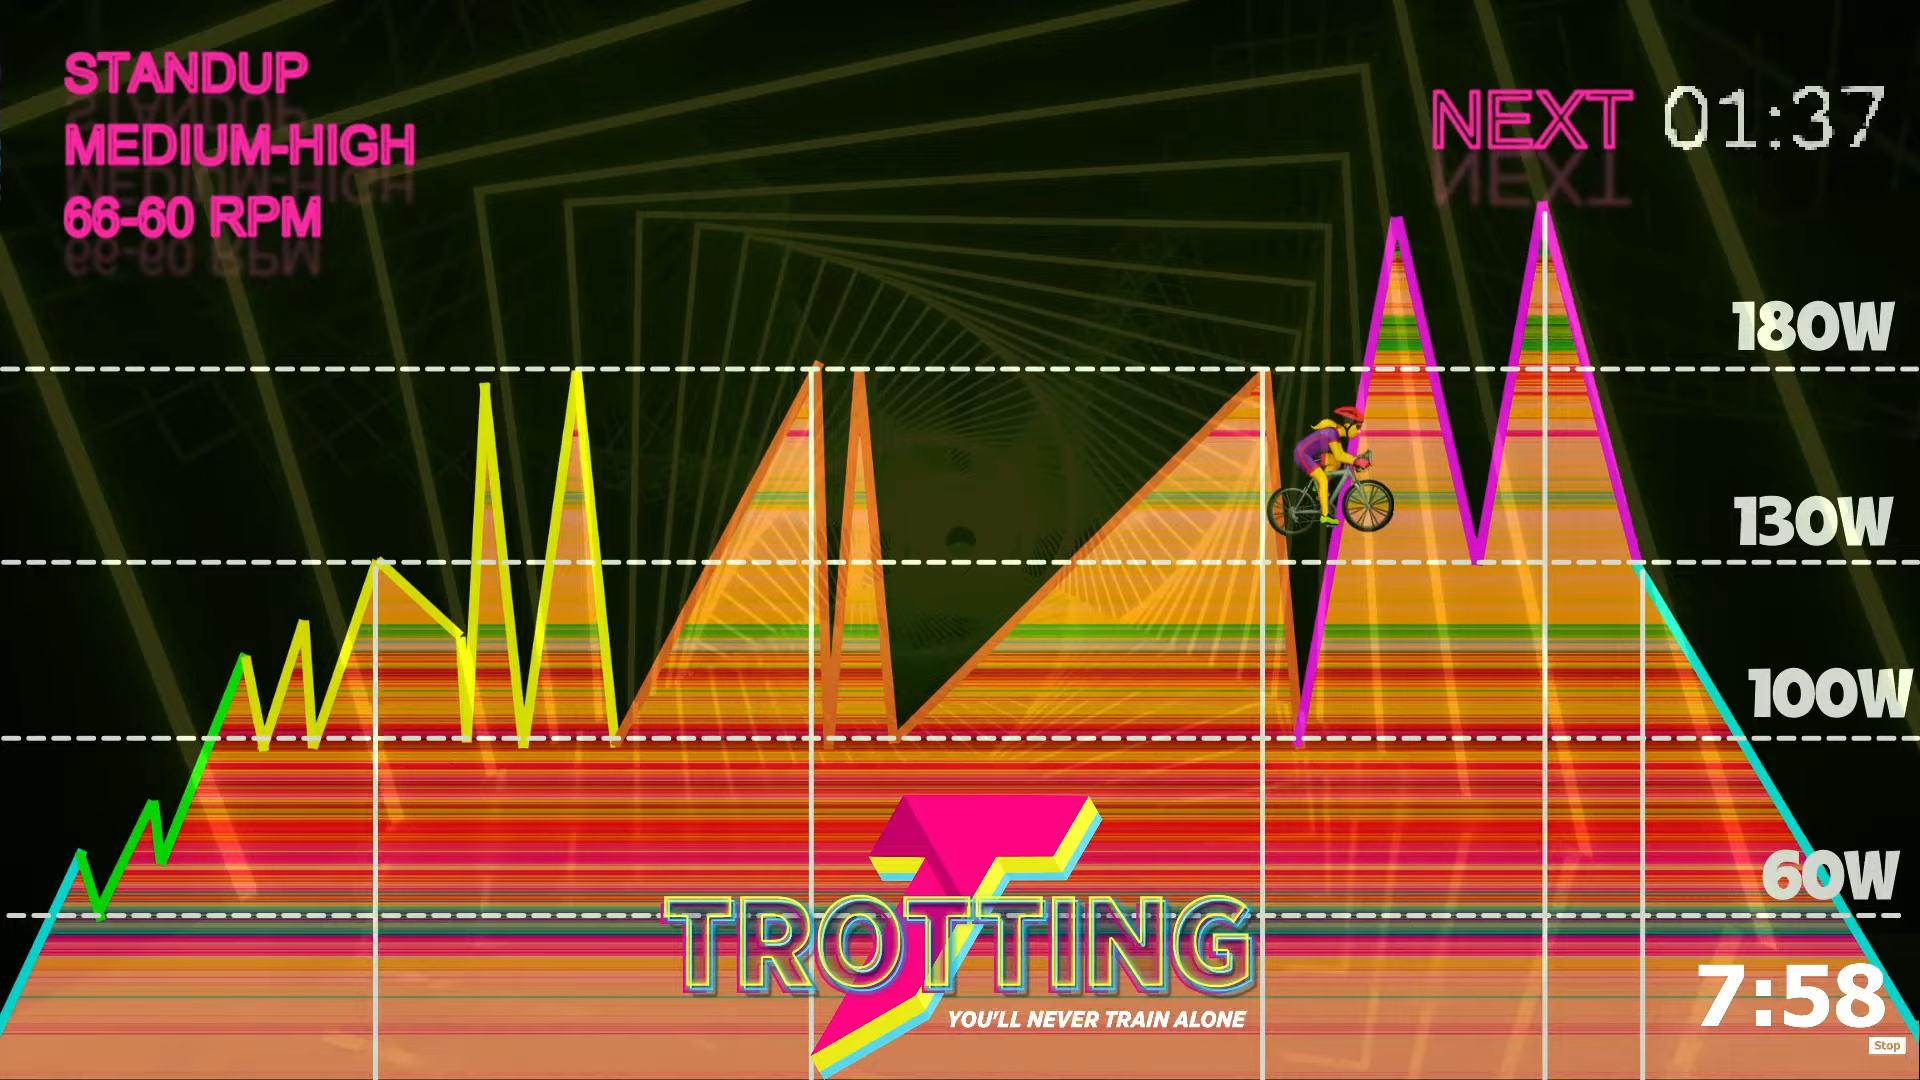 STANDUP
MEDIUM-HIGH
66-60 RPM
NEXT 01:37
180W
130W
100W
60W
TROTTING
YOU'LL NEVER TRAIN ALONE
7:58
Stop